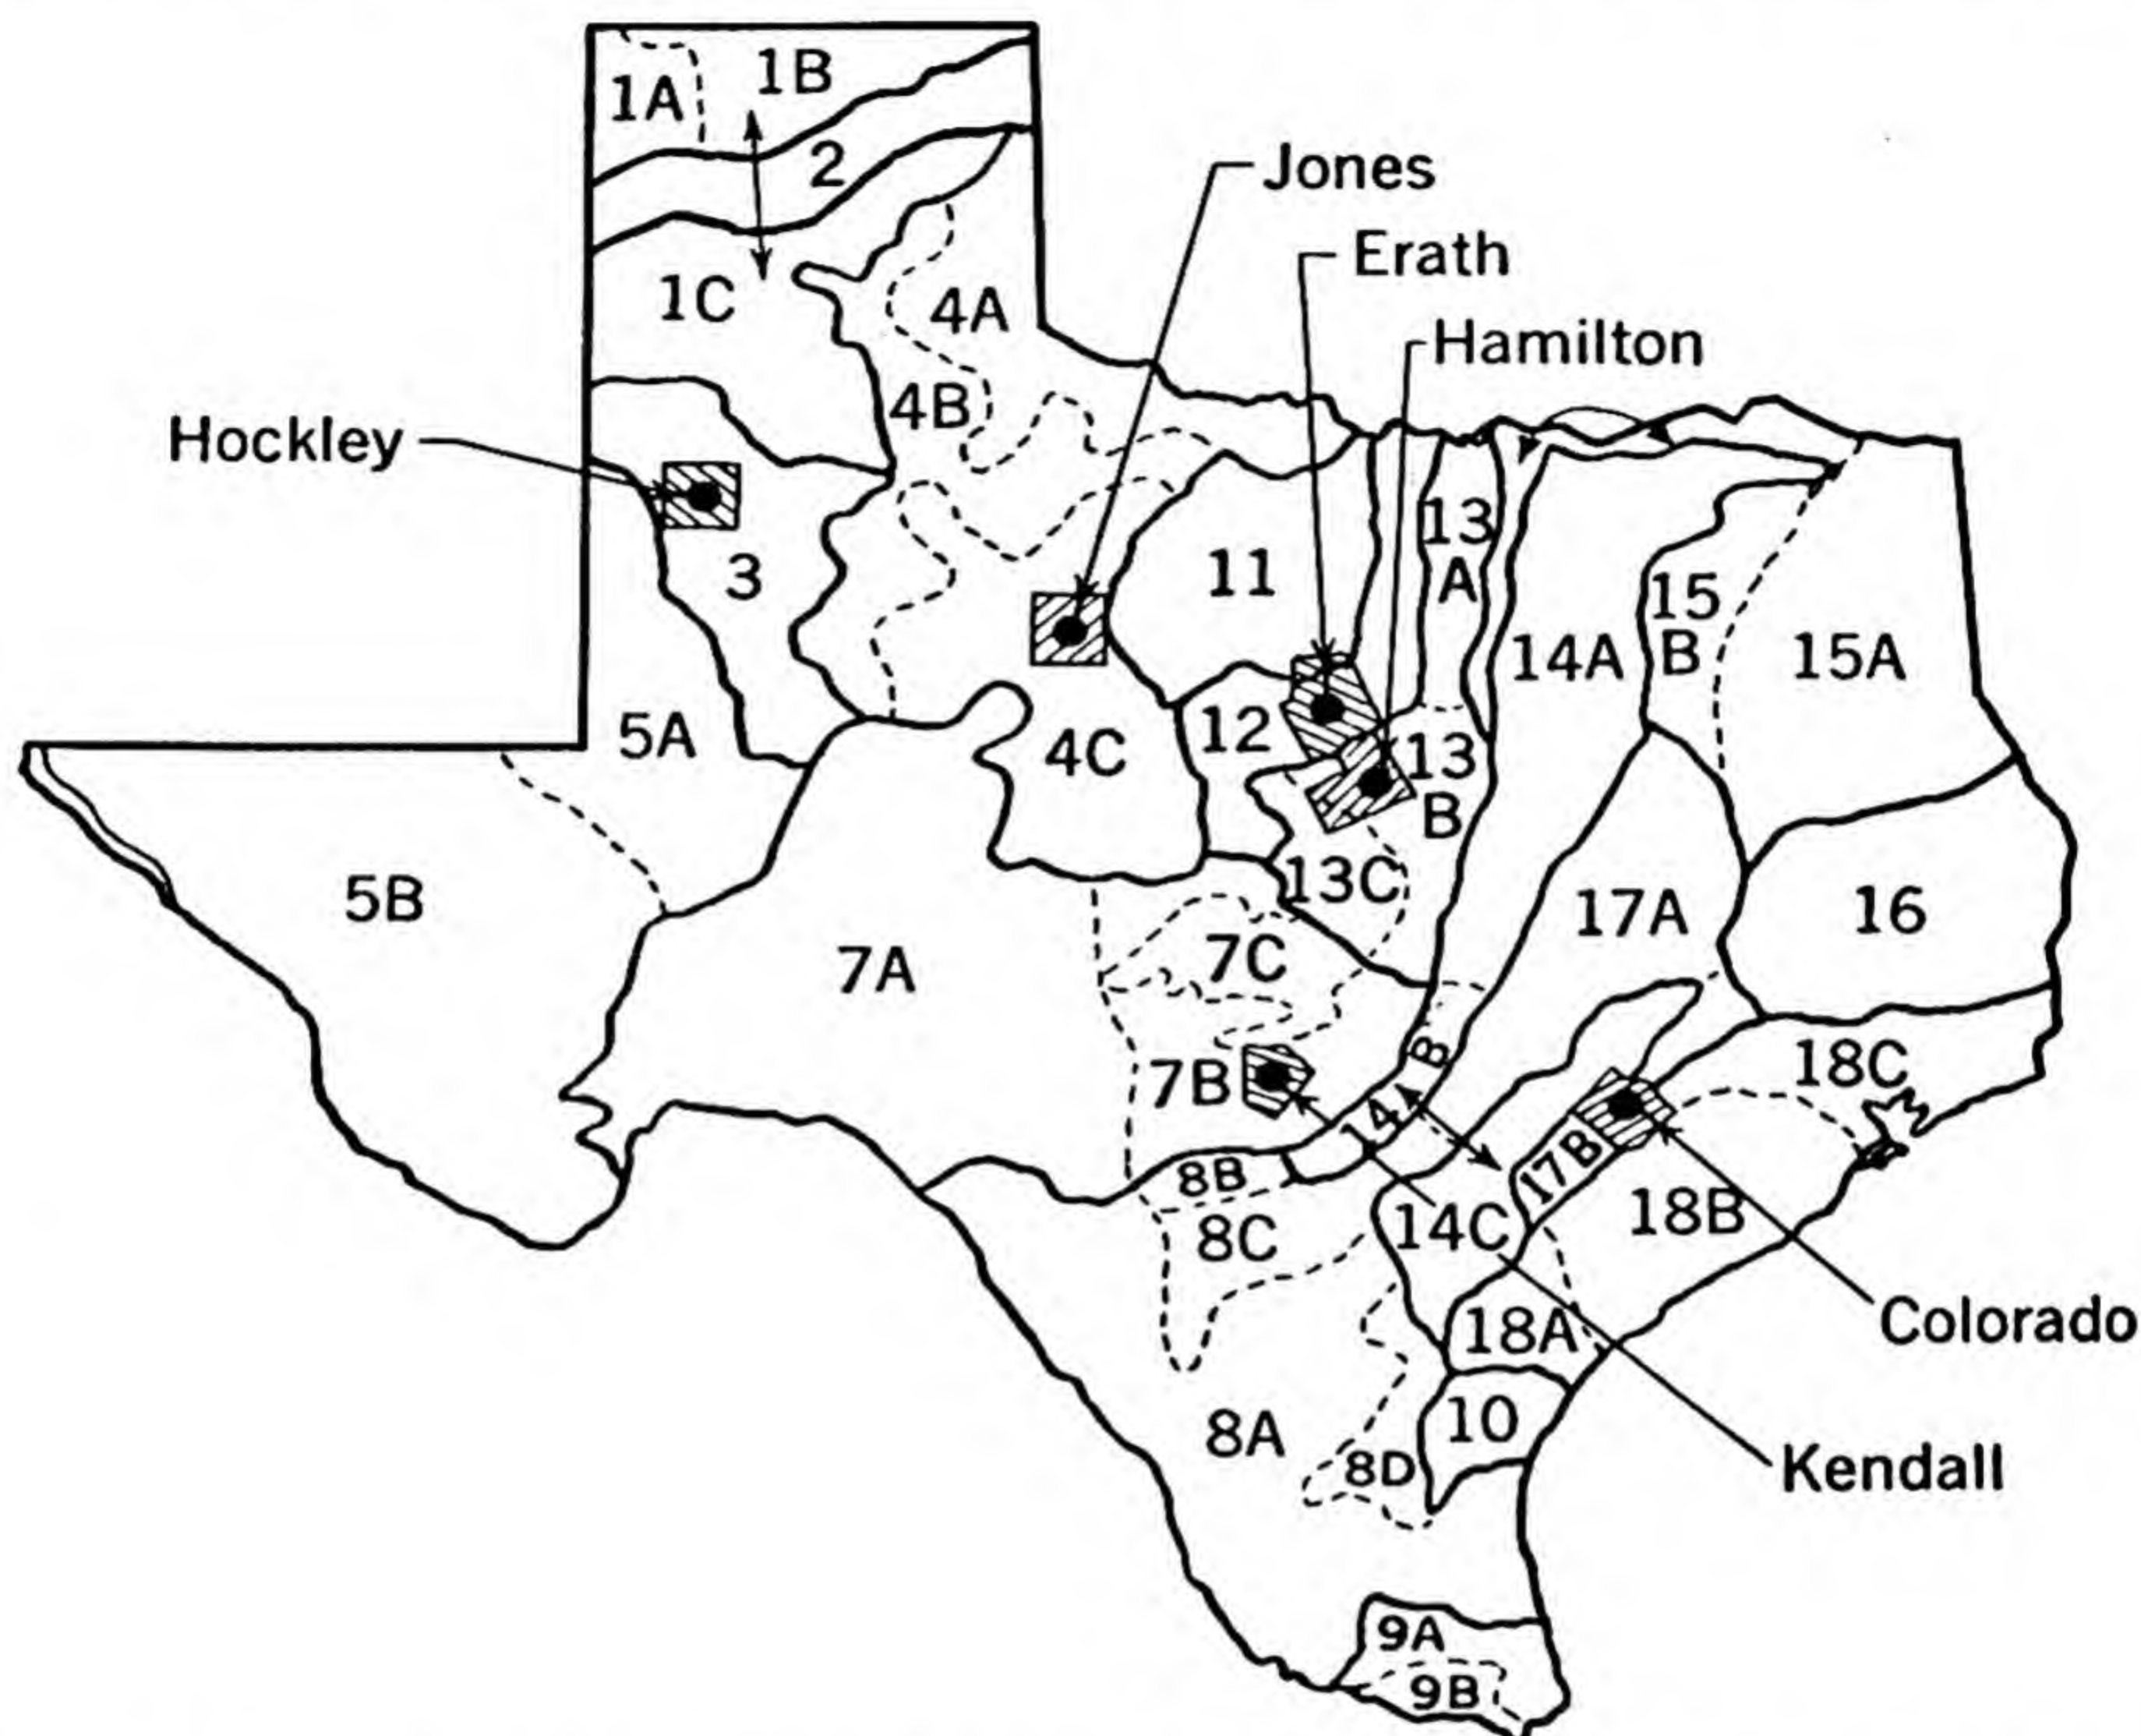 1A
1B
2
1C
Jones
Erath
Hamilton
Hockley
4A
4B
3
11
13
A
14A
15
B
15A
5A
4C
12
13
B
5B
7A
13C
17A
16
7C
7B
14 B
18C
8B
8C
14C
17B
18B
Colorado
18A
8A
10
8D
Kendall
9A
9B